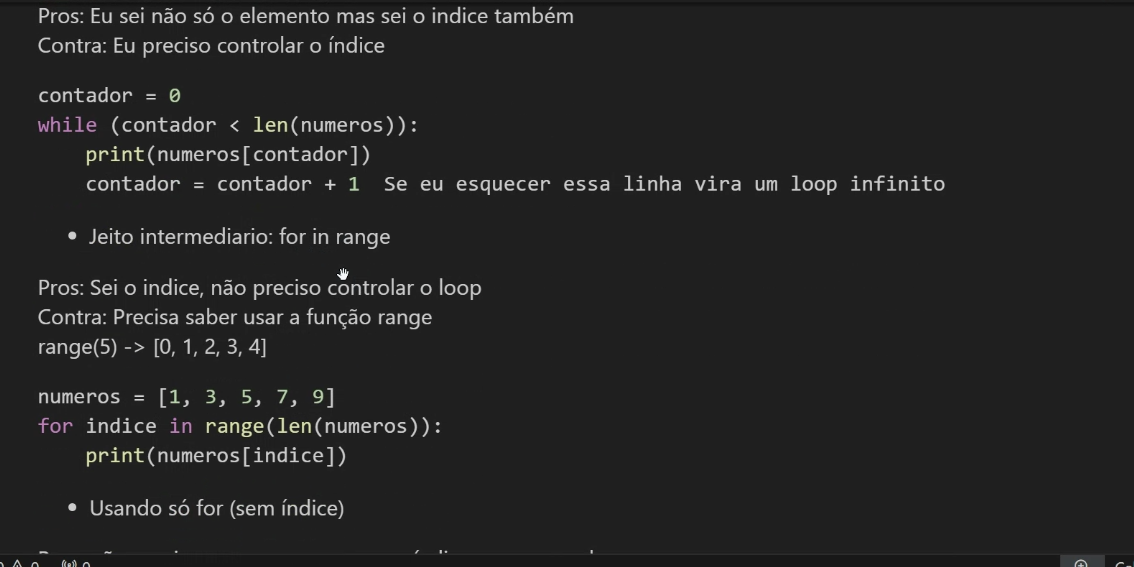 Pros: Eu sei não só o elemento mas sei o indice também
Contra: Eu preciso controlar o índice
contador = 0
while (contador < len(numeros)):
    print(numeros[contador])
    contador = contador + 1  Se eu esquecer essa linha vira um loop infinito
• Jeito intermediario: for in range
Pros: Sei o indice, não preciso controlar o loop
Contra: Precisa saber usar a função range
range(5) -> [0, 1, 2, 3, 4]
numeros = [1, 3, 5, 7, 9]
for indice in range(len(numeros)):
    print(numeros[indice])
• Usando só for (sem índice)